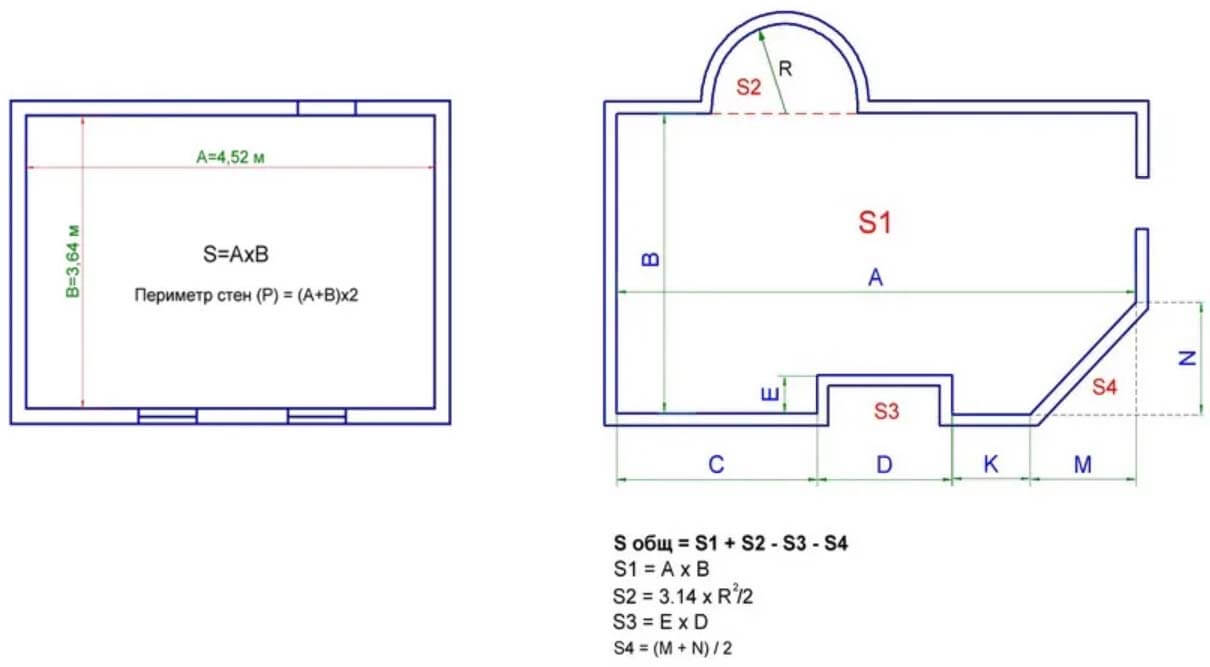 A=4,52 м
B=3,64 м
S=AxB
Периметр стен (P) = (A+B)x2
R
S2
S1
B
A
N
E
S4
S3
C
D
K
M
S общ = S1 + S2 - S3 - S4
S1 = A x B
S2 = 3.14 x R²/2
S3 = E x D
S4 = (M + N) / 2